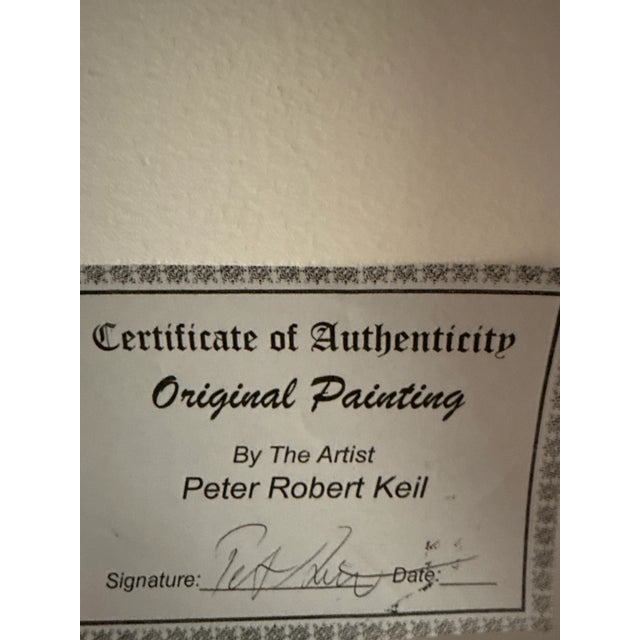 Certificate of Authenticity
Original Painting
By The Artist
Peter Robert Keil
Signature: Date: